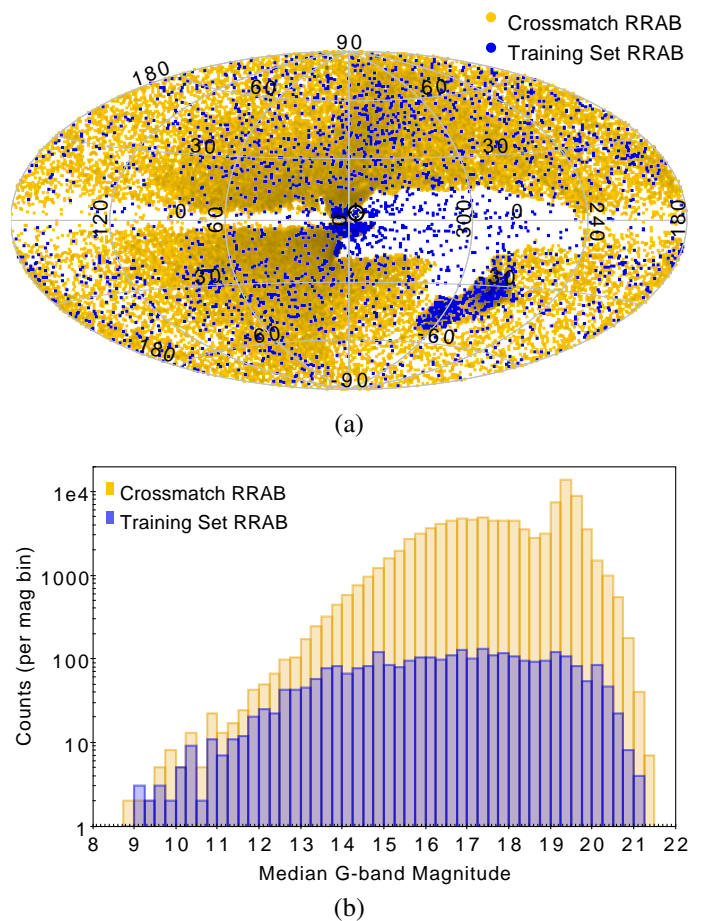 Crossmatch RRAB
Training Set RRAB
90
180
60
60
30
30
120
0
60
0
300
0
240
180
-30
-30
-60
-60
180
-90
(a)
1e4
1000
100
10
1
Counts (per mag bin)
Crossmatch RRAB
Training Set RRAB
8 9 10 11 12 13 14 15 16 17 18 19 20 21 22
Median G-band Magnitude
(b)